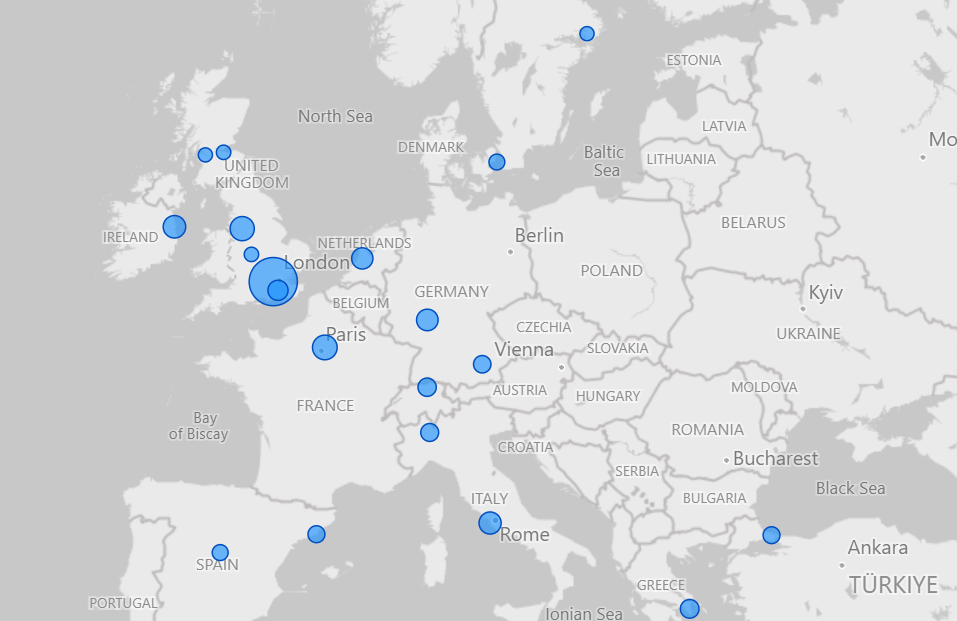 ESTONIA
North Sea
LATVIA
Mo
DENMARK
Baltic
Sea
LITHUANIA
UNITED
KINGDOM
BELARUS
IRELAND
NETHERLANDS
Berlin
London
POLAND
GERMANY
Kyiv
BELGIUM
CZECHIA
UKRAINE
Paris
Vienna
SLOVAKIA
AUSTRIA
MOLDOVA
HUNGARY
FRANCE
Bay
of Biscay
ROMANIA
CROATIA
Bucharest
SERBIA
Black Sea
ITALY
BULGARIA
Rome
Ankara
SPAIN
TÜRKIYE
GREECE
PORTUGAL
Ionian Sea